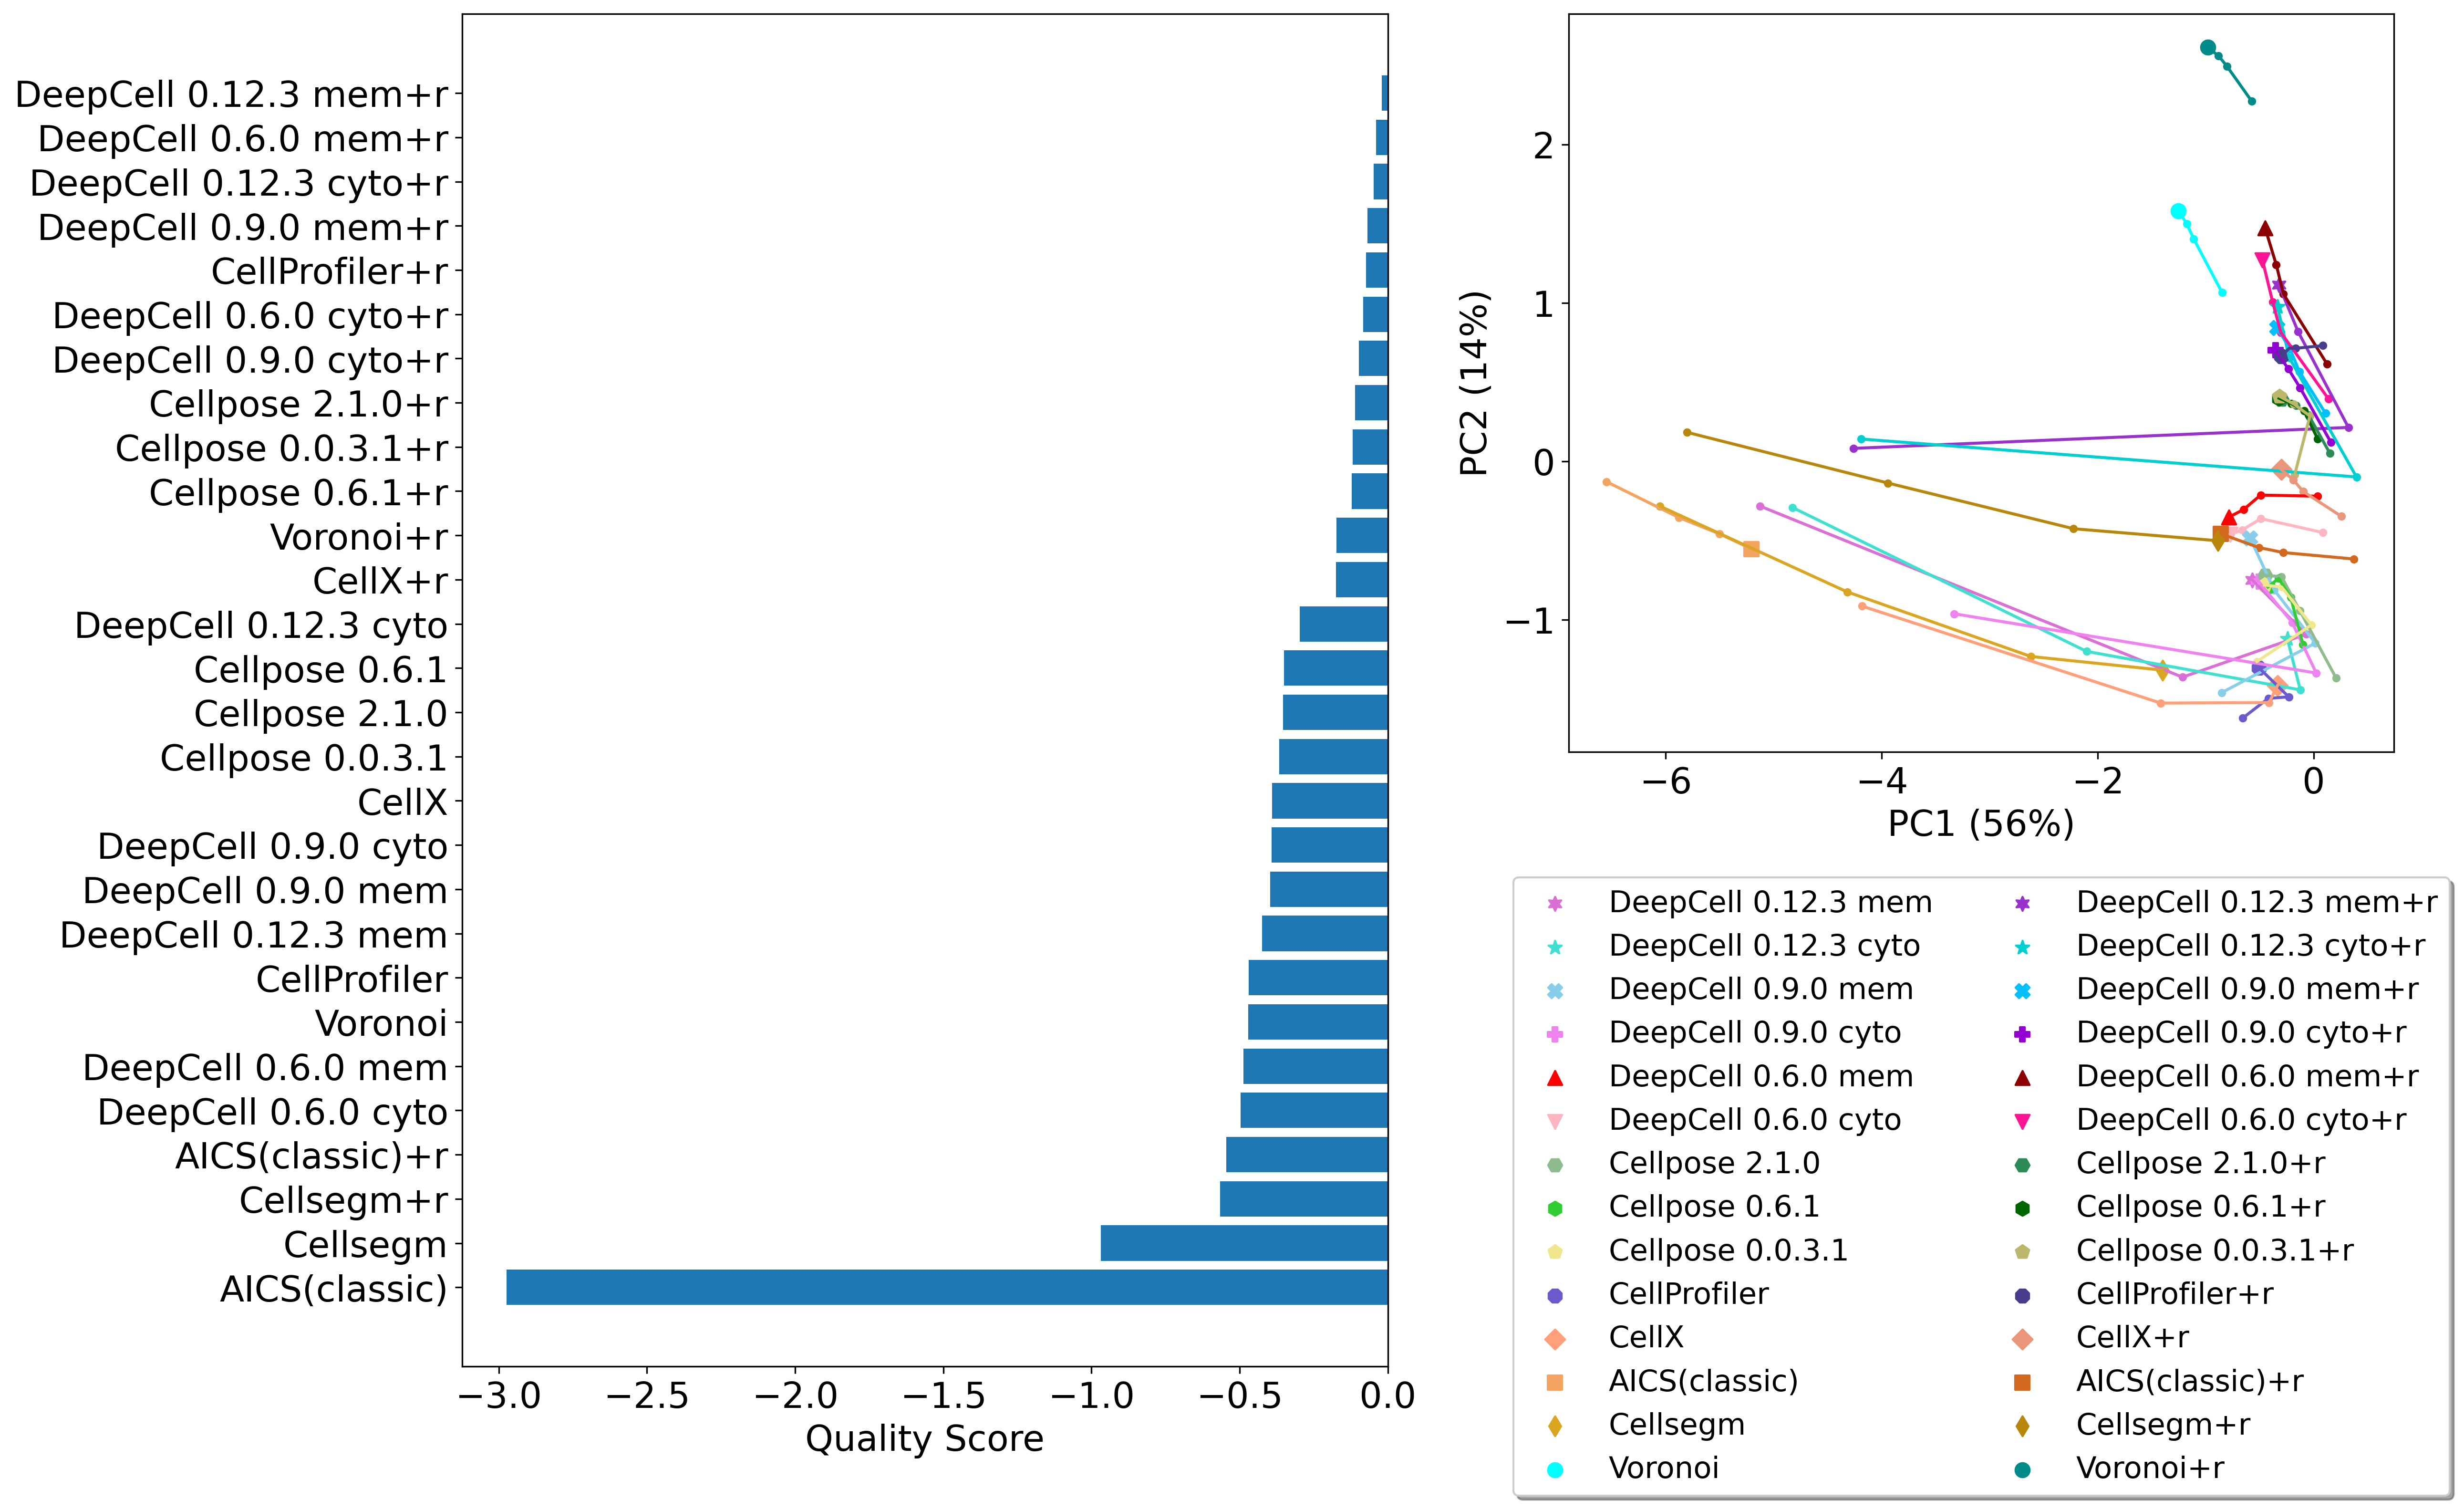 DeepCell 0.12.3 mem+r
DeepCell 0.6.0 mem+r
DeepCell 0.12.3 cyto+r
DeepCell 0.9.0 mem+r
CellProfiler+r
DeepCell 0.6.0 cyto+r
DeepCell 0.9.0 cyto+r
Cellpose 2.1.0+r
Cellpose 0.0.3.1+r
Cellpose 0.6.1+r
Voronoi+r
CellX+r
DeepCell 0.12.3 cyto
Cellpose 0.6.1
Cellpose 2.1.0
Cellpose 0.0.3.1
CellX
DeepCell 0.9.0 cyto
DeepCell 0.9.0 mem
DeepCell 0.12.3 mem
CellProfiler
Voronoi
DeepCell 0.6.0 mem
DeepCell 0.6.0 cyto
AICS(classic)+r
Cellsegm+r
Cellsegm
AICS(classic)
−3.0 −2.5 −2.0 −1.5 −1.0 −0.5 0.0
Quality Score
2
1
0
−1
PC2 (14%)
−6 −4 −2 0
PC1 (56%)
DeepCell 0.12.3 mem
DeepCell 0.12.3 cyto
DeepCell 0.9.0 mem
DeepCell 0.9.0 cyto
DeepCell 0.6.0 mem
DeepCell 0.6.0 cyto
Cellpose 2.1.0
Cellpose 0.6.1
Cellpose 0.0.3.1
CellProfiler
CellX
AICS(classic)
Cellsegm
Voronoi
DeepCell 0.12.3 mem+r
DeepCell 0.12.3 cyto+r
DeepCell 0.9.0 mem+r
DeepCell 0.9.0 cyto+r
DeepCell 0.6.0 mem+r
DeepCell 0.6.0 cyto+r
Cellpose 2.1.0+r
Cellpose 0.6.1+r
Cellpose 0.0.3.1+r
CellProfiler+r
CellX+r
AICS(classic)+r
Cellsegm+r
Voronoi+r